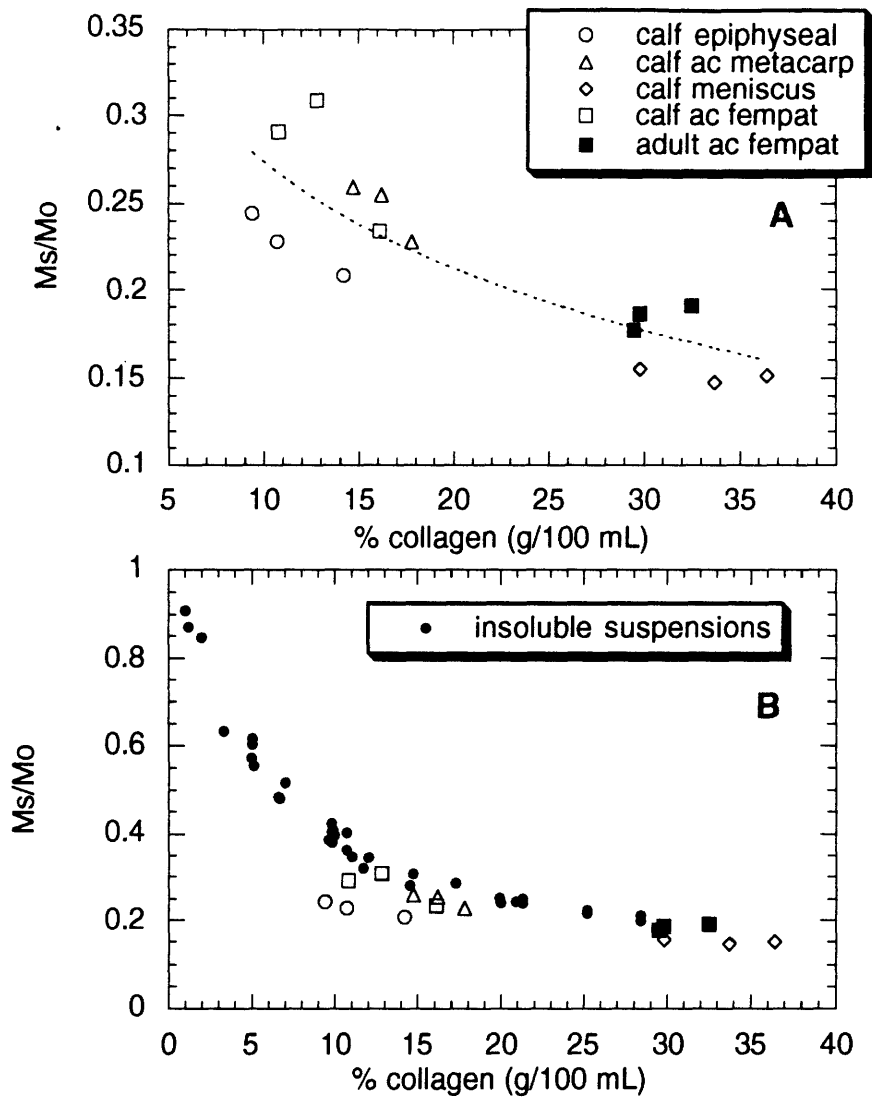 0.35
0.3
0.25
0.2
0.15
0.1
Ms/Mo
calf epiphyseal
calf ac metacarp
calf meniscus
calf ac fempat
adult ac fempat
A
5 10 15 20 25 30 35 40
% collagen (g/100 mL)
1
0.8
0.6
0.4
0.2
0
Ms/Mo
insoluble suspensions
B
0 5 10 15 20 25 30 35 40
% collagen (g/100 mL)